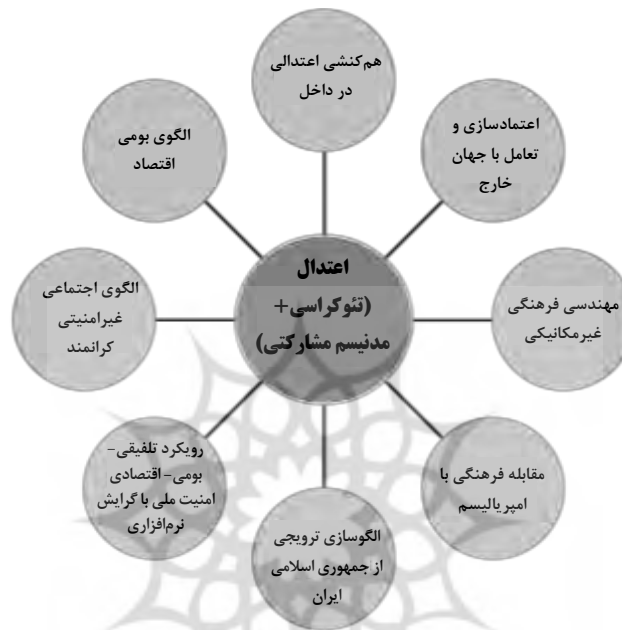 هم‌کنشی اعتدالی
در داخل
اعتمادسازی و
تعامل با جهان
خارج
مهندسی فرهنگی
غیرمکانیکی
مقابله فرهنگی با
امپریالیسم
الگوسازی ترویجی
از جمهوری اسلامی
ایران
رویکرد تلفیقی-
بومی- اقتصادی
امنیت ملی با گرایش
نرم‌افزاری
الگوی اجتماعی
غیرامنیتی
کرانمند
الگوی بومی
اقتصاد
اعتدال
(تئوکراسی+
مدنیسم مشارکتی)